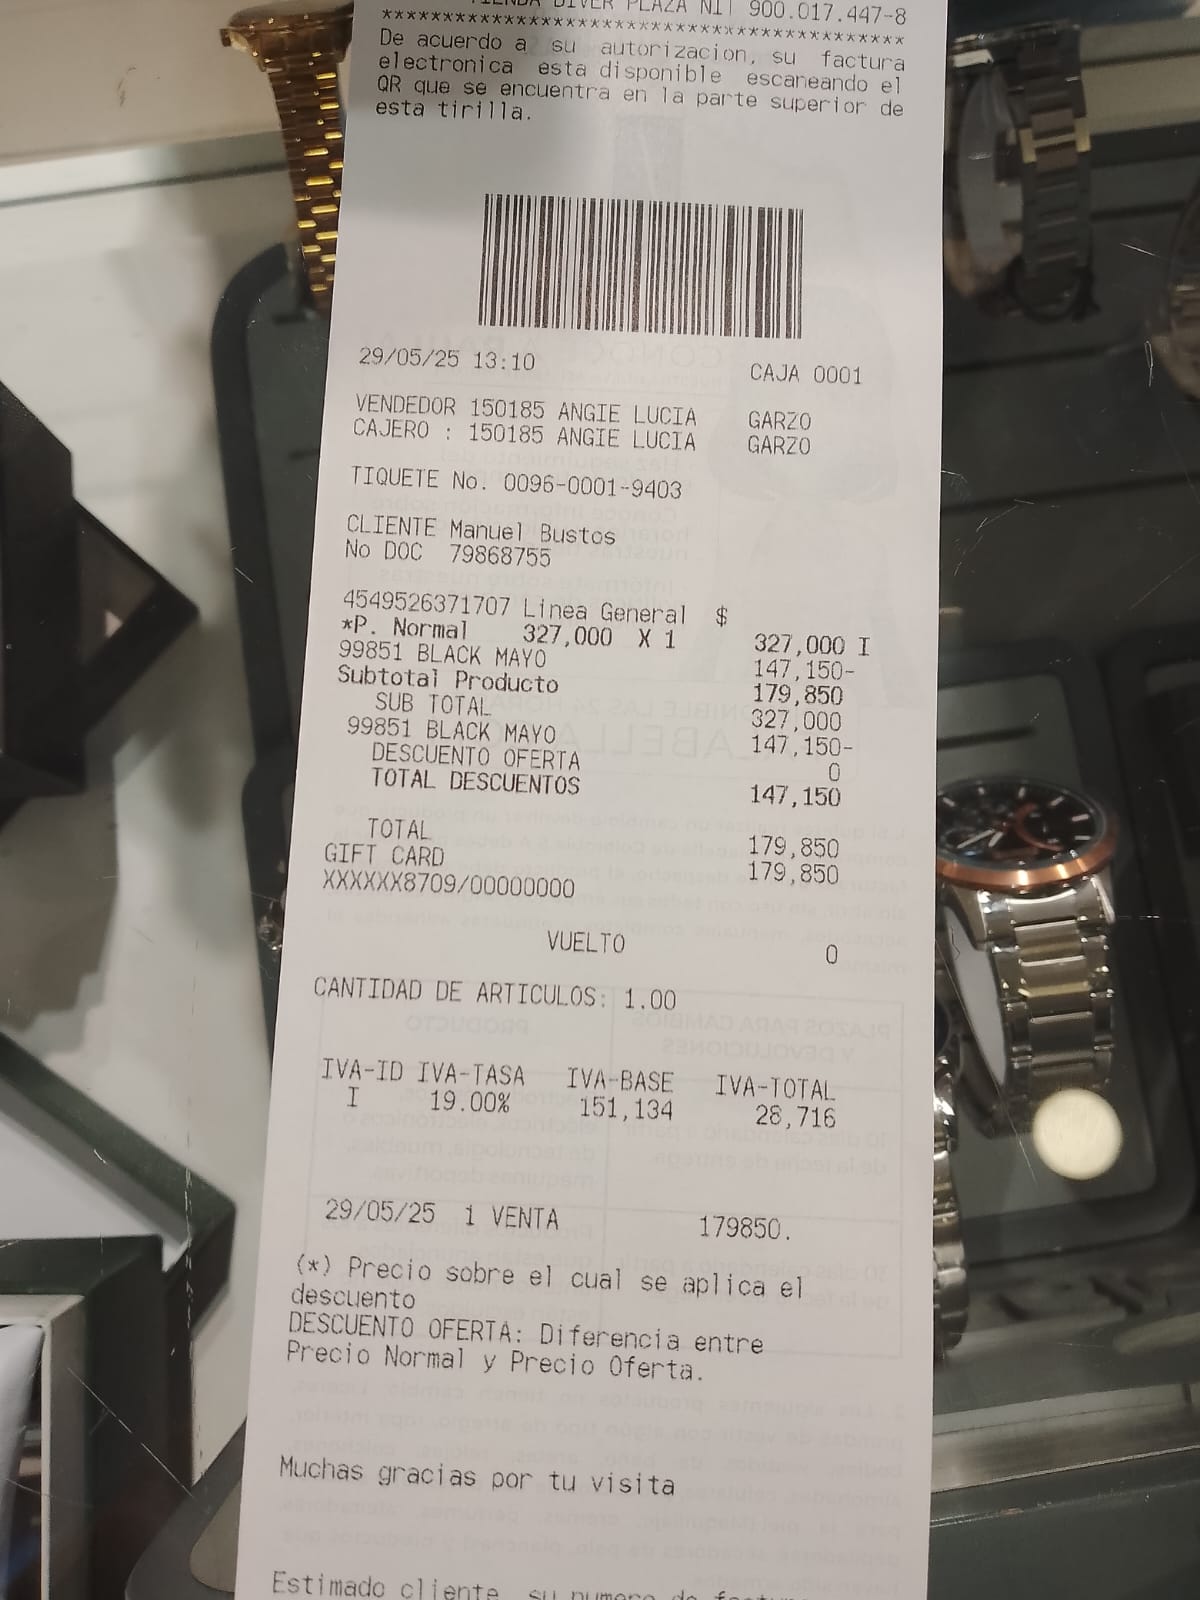 TIENDA DIVER PLAZA NIT 900.017.447-8
****************************************
De acuerdo a su autorizacion, su factura
electronica esta disponible escaneando el
QR que se encuentra en la parte superior de
esta tirilla.
29/05/25 13:10 CAJA 0001
VENDEDOR 150185 ANGIE LUCIA GARZO
CAJERO : 150185 ANGIE LUCIA GARZO
TIQUETE No. 0096-0001-9403
CLIENTE Manuel Bustos
No DOC 79868755
4549526371707 Linea General $
*P. Normal 327,000 X 1 327,000 I
99851 BLACK MAYO 147,150-
Subtotal Producto 179,850
SUB TOTAL 327,000
99851 BLACK MAYO 147,150-
DESCUENTO OFERTA 0
TOTAL DESCUENTOS 147,150
TOTAL 179,850
GIFT CARD 179,850
XXXXXX8709/00000000
VUELTO 0
CANTIDAD DE ARTICULOS: 1.00
IVA-ID IVA-TASA IVA-BASE IVA-TOTAL
I 19.00% 151,134 28,716
29/05/25 1 VENTA 179850.
(*) Precio sobre el cual se aplica el
descuento
DESCUENTO OFERTA: Diferencia entre
Precio Normal y Precio Oferta.
Muchas gracias por tu visita
Estimado cliente su numero de